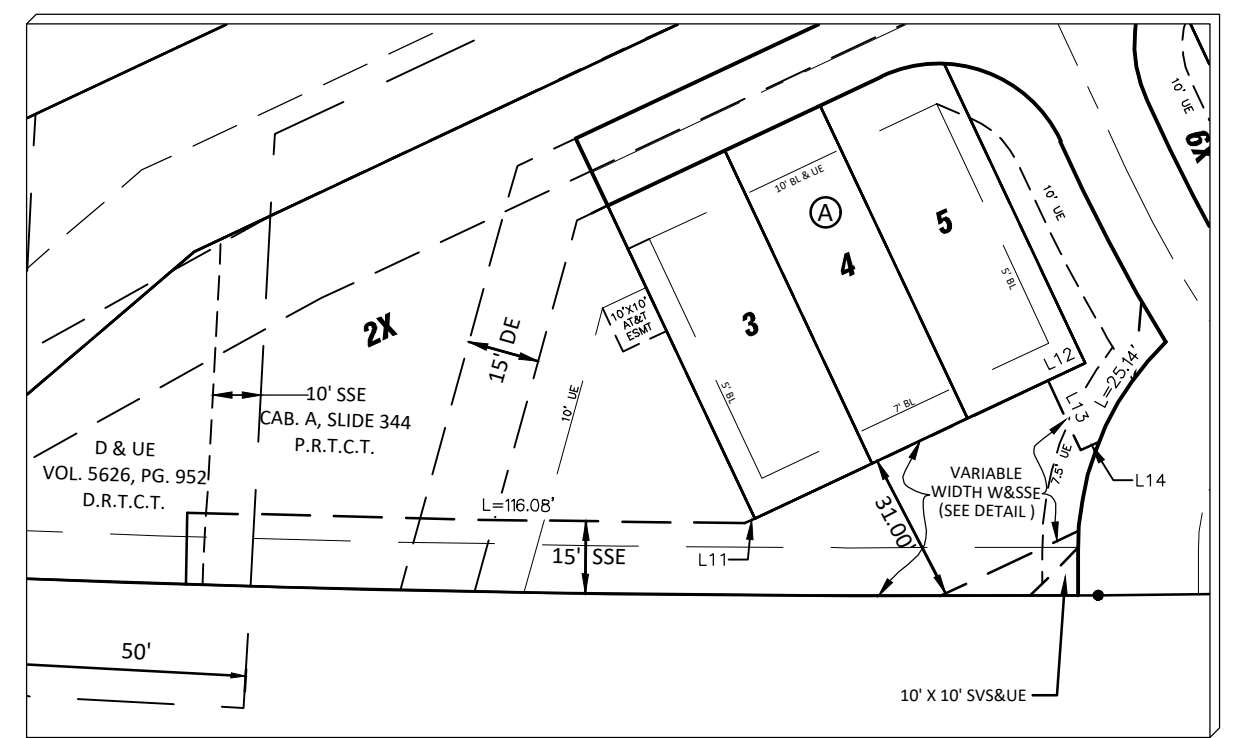 10' UE
6X
10' BL & UE
A
5
10' UE
4
5' BL
10'X10'
AT&T
ESMT
3
2X
15' DE
L12
L=25.14'
10' SSE
CAB. A, SLIDE 344
P.R.T.C.T.
5' BL
10' UE
7' BL
L13
D & UE
VOL. 5626, PG. 952
D.R.T.C.T.
7.5' UE
VARIABLE
WIDTH W&SSE
(SEE DETAIL )
L14
L=116.08'
31.00'
15' SSE
L11
50'
10' X 10' SVS&UE